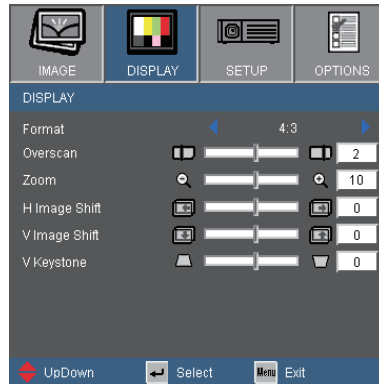 IMAGE DISPLAY SETUP OPTIONS
DISPLAY
Format 4:3
Overscan 2
Zoom 10
H Image Shift 0
V Image Shift 0
V Keystone 0
UpDown Select Menu Exit